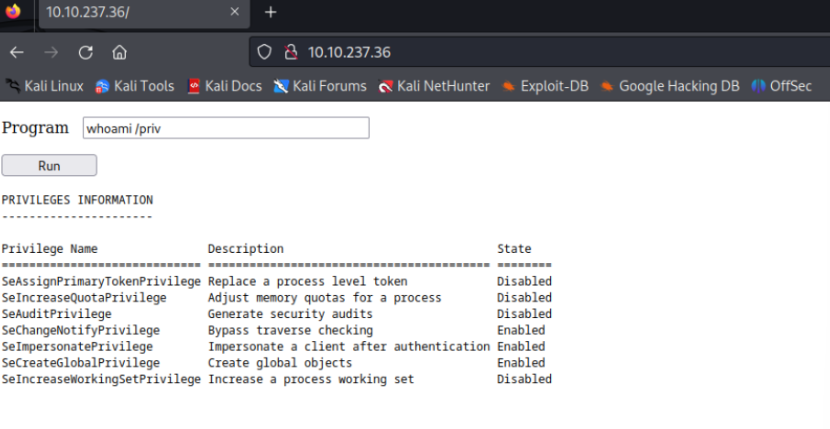 10.10.237.36/
10.10.237.36
Kali Linux Kali Tools Kali Docs Kali Forums Kali NetHunter Exploit-DB Google Hacking DB OffSec
Program whoami /priv
Run
PRIVILEGES INFORMATION
----------------------
Privilege Name Description State
============================= ========================================= ========
SeAssignPrimaryTokenPrivilege Replace a process level token Disabled
SeIncreaseQuotaPrivilege Adjust memory quotas for a process Disabled
SeAuditPrivilege Generate security audits Disabled
SeChangeNotifyPrivilege Bypass traverse checking Enabled
SeImpersonatePrivilege Impersonate a client after authentication Enabled
SeCreateGlobalPrivilege Create global objects Enabled
SeIncreaseWorkingSetPrivilege Increase a process working set Disabled